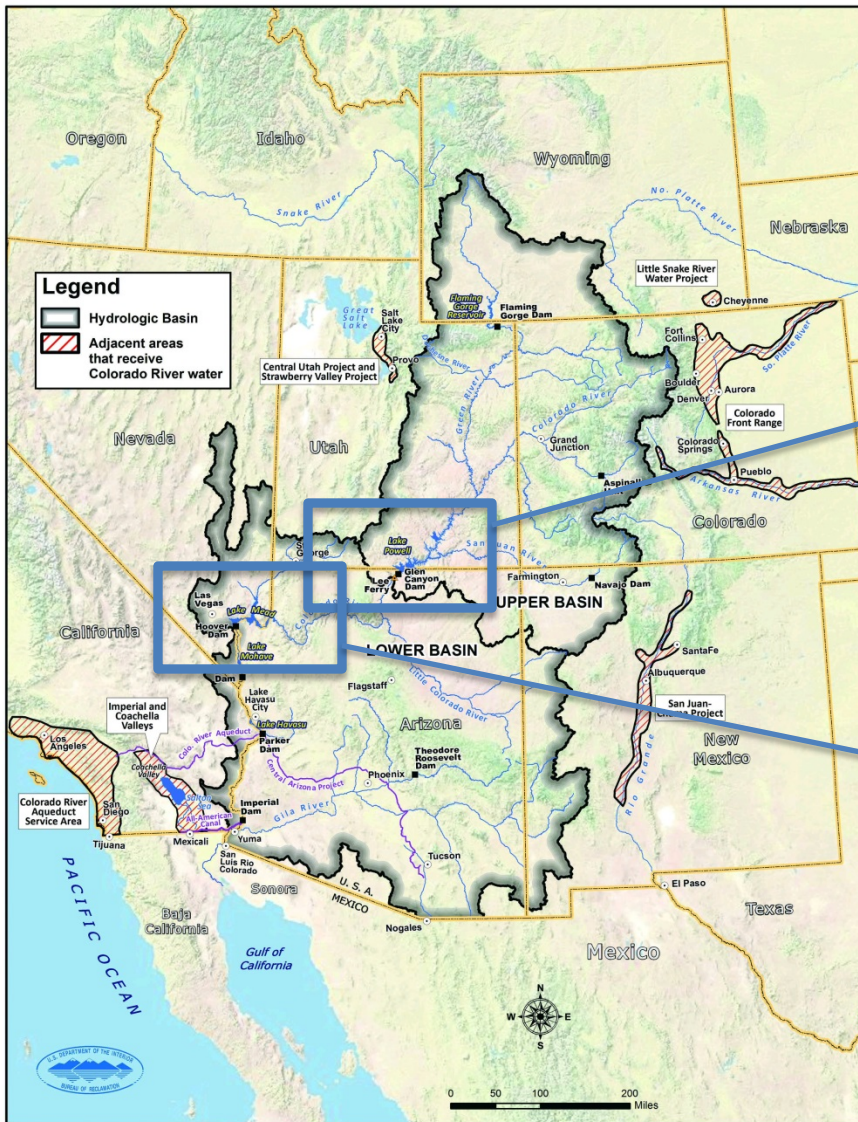 Oregon
Idaho
Wyoming
Snake River
No. Platte River
Nebraska
Legend
Hydrologic Basin
Adjacent areas
that receive
Colorado River water
Great
Salt
Lake
Salt
Lake
City
Provo
Central Utah Project and
Strawberry Valley Project
Flaming
Gorge
Reservoir
Flaming
Gorge Dam
Little Snake River
Water Project
Cheyenne
Fort
Collins
So. Platte River
Boulder
Denver
Aurora
Colorado
Front Range
Green River
Colorado River
Grand
Junction
Colorado
Springs
Pueblo
Arkansas River
Colorado
Nevada
Utah
Lake
Powell
San Juan River
Glen
Canyon
Dam
Lee
Ferry
Farmington
Navajo Dam
UPPER BASIN
LOWER BASIN
California
Las
Vegas
Lake Mead
Hoover
Dam
Lake
Mohave
Dam
Lake
Havasu
City
Lake Havasu
Parker
Dam
Flagstaff
Little Colorado River
Arizona
Theodore
Roosevelt
Dam
Phoenix
Central Arizona Project
Gila River
Tucson
Nogales
SantaFe
Albuquerque
San Juan-
Project
New
Mexico
Rio Grande
El Paso
Texas
Mexico
Imperial and
Coachella
Valleys
Colo. River Aqueduct
Los
Angeles
Coachella
Valley
Salton
Sea
Colorado River
Aqueduct
Service Area
San
Diego
Tijuana
All-American
Canal
Mexicali
Imperial
Dam
Yuma
San
Luis Rio
Colorado
Sonora
U. S. A.
MEXICO
Baja
California
Gulf of
California
PACIFIC OCEAN
N
W
E
S
0 50 100 200
Miles
U.S. DEPARTMENT OF THE INTERIOR
BUREAU OF RECLAMATION